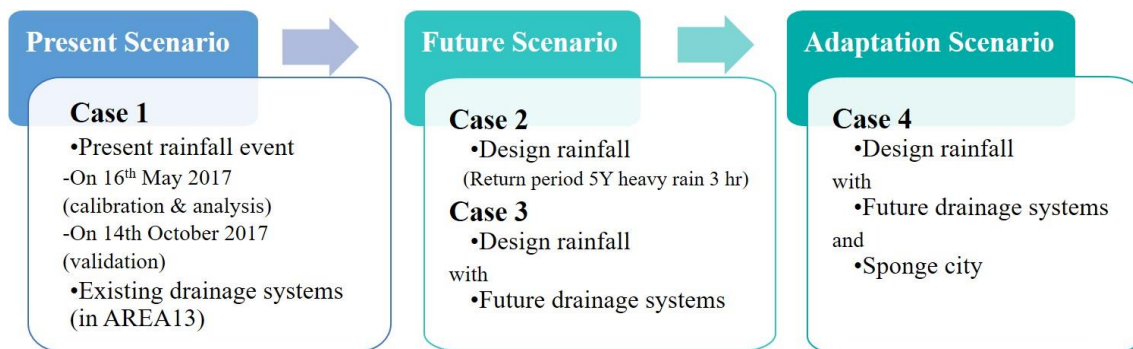 Present Scenario
Case 1
•Present rainfall event
-On 16th May 2017
(calibration & analysis)
-On 14th October 2017
(validation)
•Existing drainage systems
(in AREA13)
Future Scenario
Case 2
•Design rainfall
(Return period 5Y heavy rain 3 hr)
Case 3
•Design rainfall
with
•Future drainage systems
Adaptation Scenario
Case 4
•Design rainfall
with
•Future drainage systems
and
•Sponge city